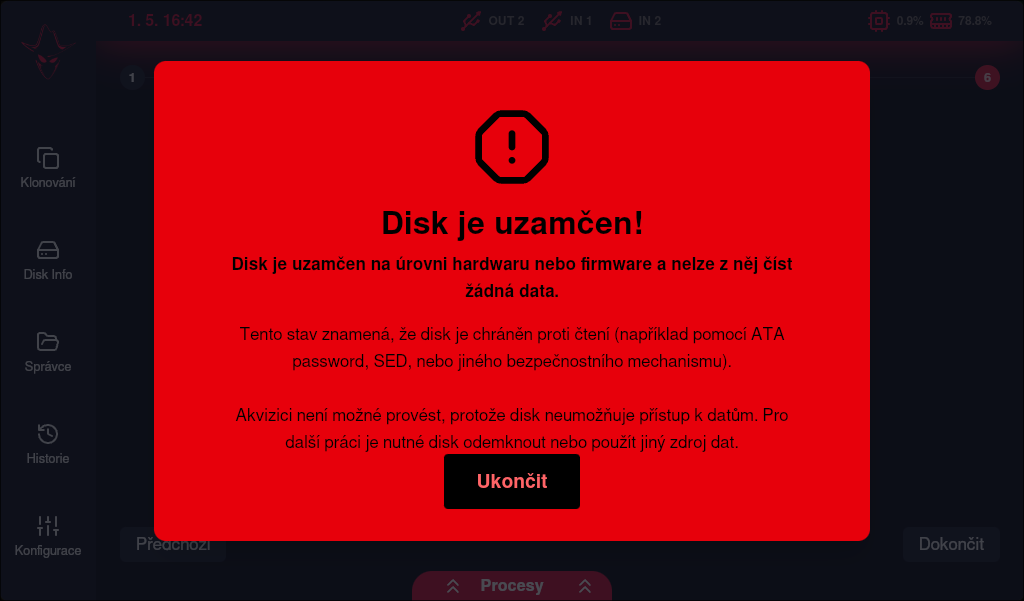 1. 5. 16:42
OUT 2
IN 1
IN 2
0.9%
78.8%
1
6
Klonování
Disk Info
Správce
Historie
Konfigurace
Disk je uzamčen!
Disk je uzamčen na úrovni hardwaru nebo firmware a nelze z něj číst
žádná data.
Tento stav znamená, že disk je chráněn proti čtení (například pomocí ATA
password, SED, nebo jiného bezpečnostního mechanismu).
Akvizici není možné provést, protože disk neumožňuje přístup k datům. Pro
další práci je nutné disk odemknout nebo použít jiný zdroj dat.
Ukončit
Předchozí
Dokončit
Procesy